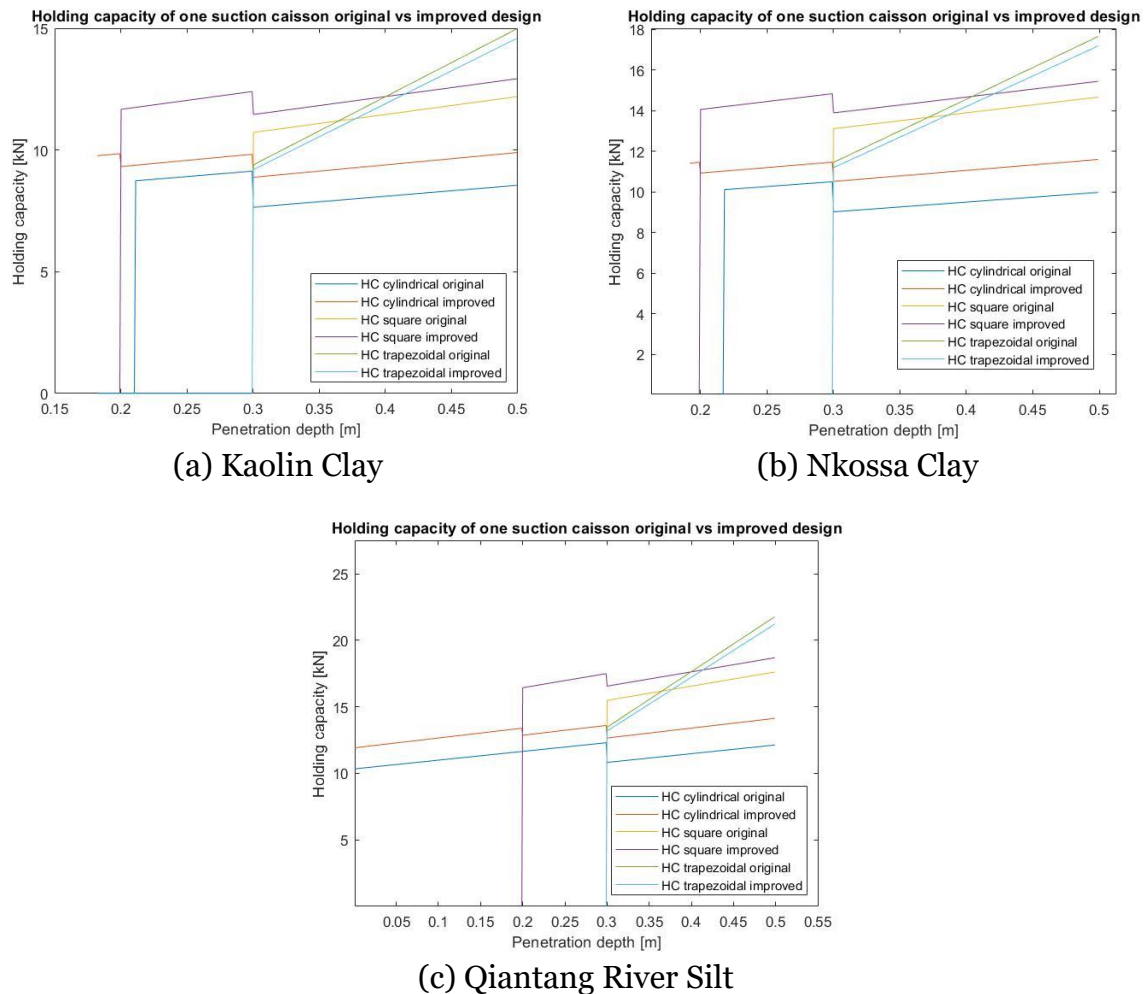 Holding capacity of one suction caisson original vs improved design
15
10
5
0
Holding capacity [kN]
HC cylindrical original
HC cylindrical improved
HC square original
HC square improved
HC trapezoidal original
HC trapezoidal improved
0.15 0.2 0.25 0.3 0.35 0.4 0.45 0.5
Penetration depth [m]
(a) Kaolin Clay
Holding capacity of one suction caisson original vs improved design
18
16
14
12
10
8
6
4
2
Holding capacity [kN]
HC cylindrical original
HC cylindrical improved
HC square original
HC square improved
HC trapezoidal original
HC trapezoidal improved
0.2 0.25 0.3 0.35 0.4 0.45 0.5
Penetration depth [m]
(b) Nkossa Clay
Holding capacity of one suction caisson original vs improved design
25
20
15
10
5
Holding capacity [kN]
HC cylindrical original
HC cylindrical improved
HC square original
HC square improved
HC trapezoidal original
HC trapezoidal improved
0.05 0.1 0.15 0.2 0.25 0.3 0.35 0.4 0.45 0.5 0.55
Penetration depth [m]
(c) Qiantang River Silt